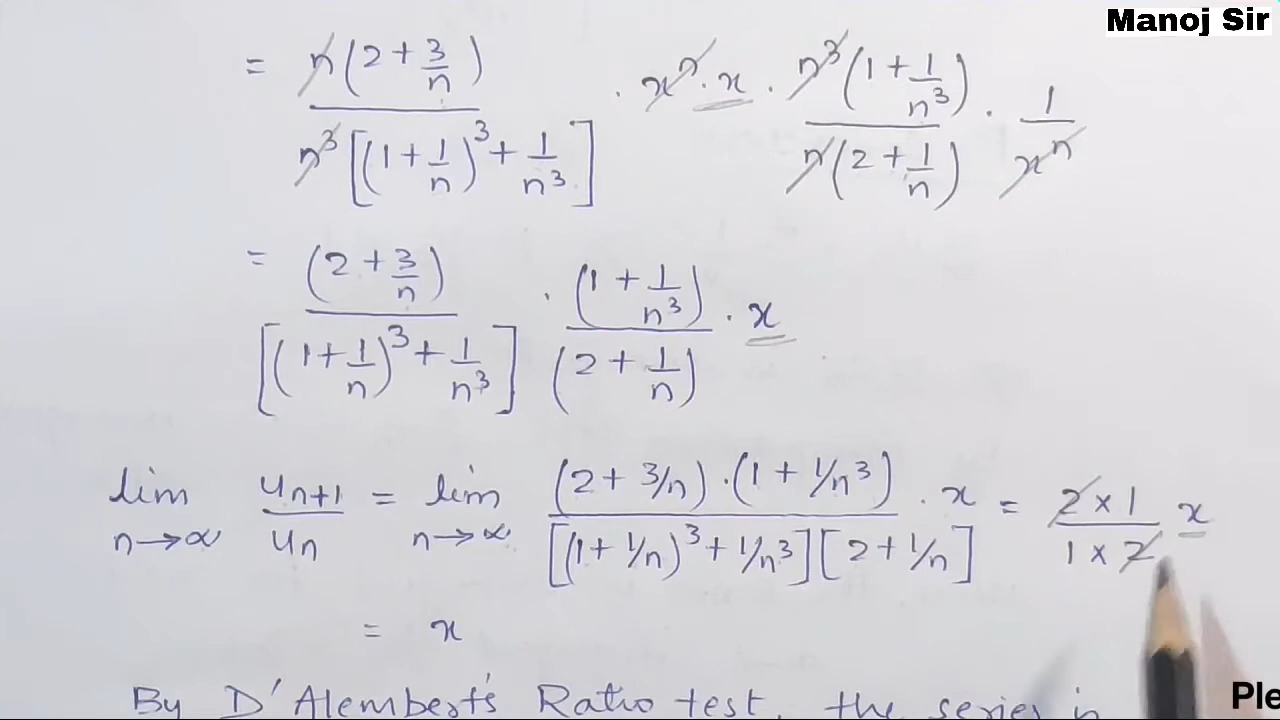 Manoj Sir
= n(2 + 3/n) / n³[(1 + 1/n)³ + 1/n³] . xⁿ . x . n³(1 + 1/n³) / n(2 + 1/n) . 1/xⁿ
= (2 + 3/n) / [(1 + 1/n)³ + 1/n³] . (1 + 1/n³) / (2 + 1/n) . x
lim n→∞ uₙ₊₁/uₙ = lim n→∞ (2 + 3/n) . (1 + 1/n³) / [(1 + 1/n)³ + 1/n³][2 + 1/n] . x = 2 × 1 / 1 × 2 x
= x
By D'Alembert's Ratio test, the series is
Ple